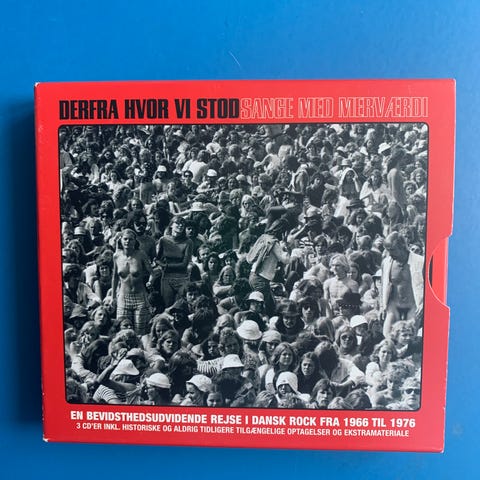 DERFRA HVOR VI STOD SANGE MED MERVÆRDI
EN BEVIDSTHEDSUDVIDENDE REJSE I DANSK ROCK FRA 1966 TIL 1976
3 CD'ER INKL. HISTORISKE OG ALDRIG TIDLIGERE TILGÆNGELIGE OPTAGELSER OG EKSTRAMATERIALE